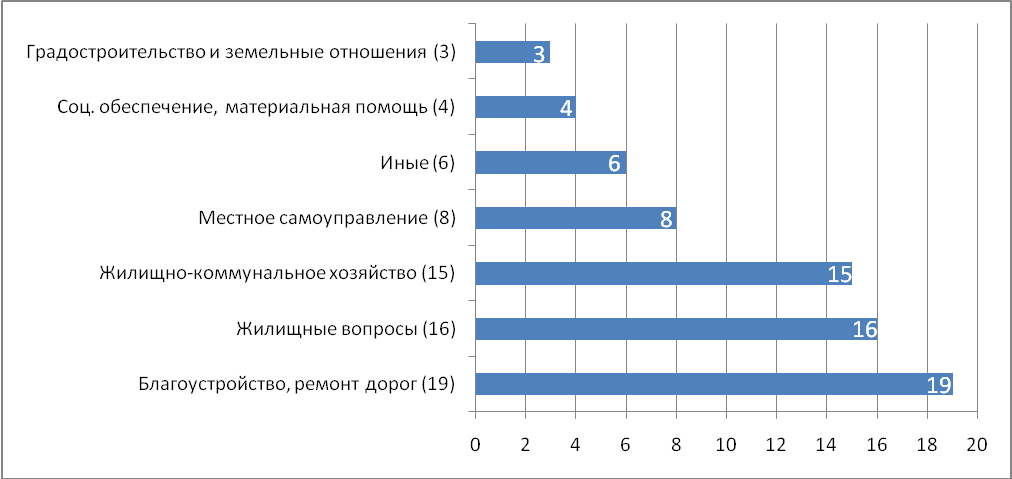 Градостроительство и земельные отношения (3)
3
Соц. обеспечение, материальная помощь (4)
4
Иные (6)
6
Местное самоуправление (8)
8
Жилищно-коммунальное хозяйство (15)
15
Жилищные вопросы (16)
16
Благоустройство, ремонт дорог (19)
19
0 2 4 6 8 10 12 14 16 18 20